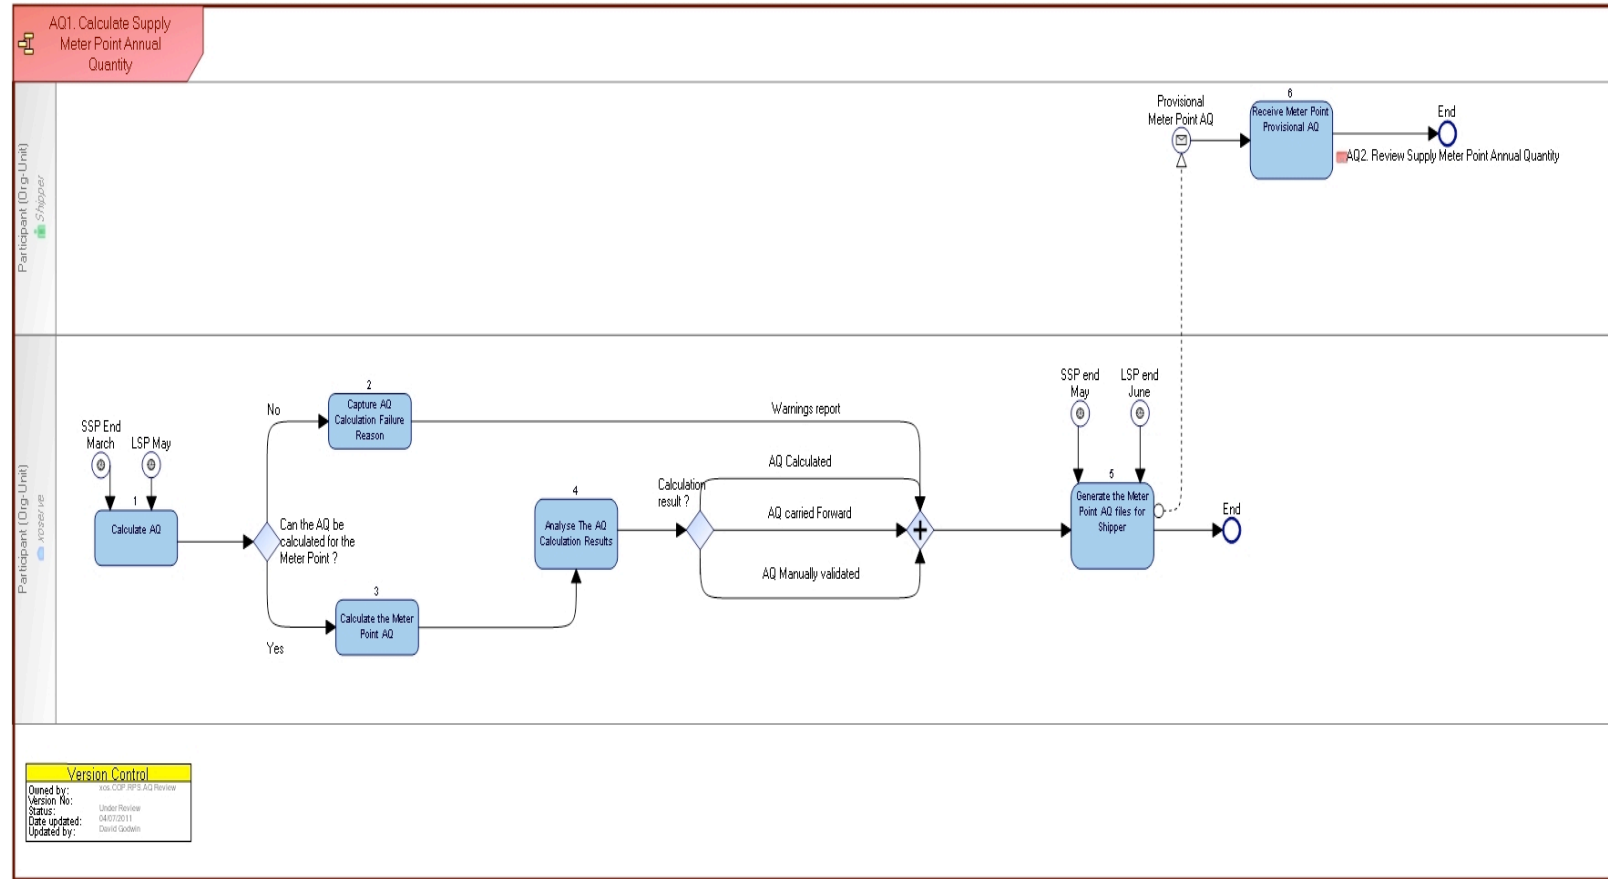 AQ1. Calculate Supply
Meter Point Annual
Quantity
Participant (Org-Unit)
Shipper
Provisional
Meter Point AQ
6
Receive Meter Point
Provisional AQ
End
AQ2. Review Supply Meter Point Annual Quantity
Participant (Org-Unit)
xoserve
SSP End
March
LSP May
1
Calculate AQ
Can the AQ be
calculated for the
Meter Point ?
No
2
Capture AQ
Calculation Failure
Reason
Yes
3
Calculate the Meter
Point AQ
4
Analyse The AQ
Calculation Results
Calculation
result ?
Warnings report
AQ Calculated
AQ carried Forward
AQ Manually validated
SSP end
May
LSP end
June
5
Generate the Meter
Point AQ files for
Shipper
End
Version Control
Owned by: xos.COP.RPS.AQ Review
Version No:
Status: Under Review
Date updated: 04/07/2011
Updated by: David Godwin